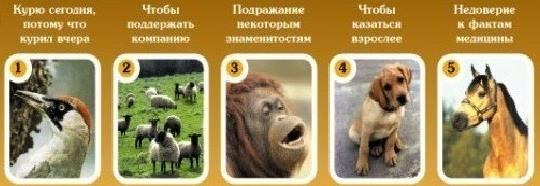 Курю сегодня,
потому что
курил вчера
Чтобы
поддержать
компанию
Подражание
некоторым
знаменитостям
Чтобы
казаться
взрослее
Недоверие
к фактам
медицины
1
2
3
4
5